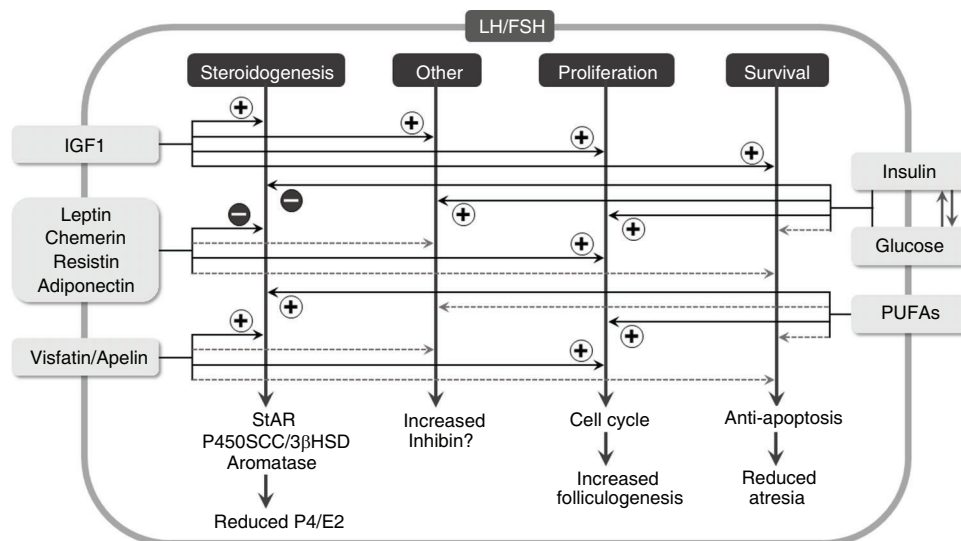 LH/FSH
Steroidogenesis
Other
Proliferation
Survival
IGF1
Leptin
Chemerin
Resistin
Adiponectin
Visfatin/Apelin
Insulin
Glucose
PUFAs
+
+
+
+
−
−
+
+
+
+
+
+
+
StAR
P450SCC/3βHSD
Aromatase
Reduced P4/E2
Increased
Inhibin?
Cell cycle
Increased
folliculogenesis
Anti-apoptosis
Reduced
atresia